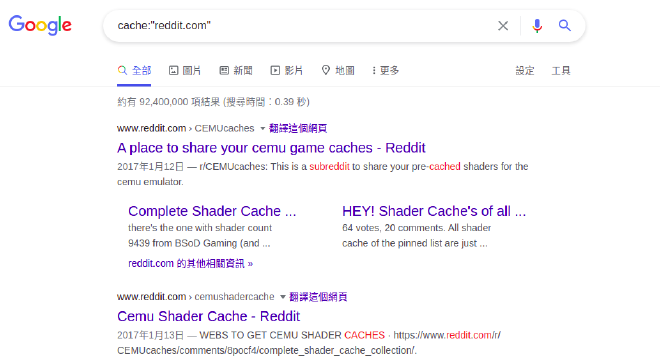 Google
cache:"reddit.com"
全部 圖片 新聞 影片 地圖 更多 設定 工具
約有 92,400,000 項結果 (搜尋時間：0.39 秒)
www.reddit.com › CEMUcaches 翻譯這個網頁
A place to share your cemu game caches - Reddit
2017年1月12日 — r/CEMUcaches: This is a subreddit to share your pre-cached shaders for the
cemu emulator.
Complete Shader Cache ...
there's the one with shader count
9439 from BSoD Gaming (and ...
HEY! Shader Cache's of all ...
64 votes, 20 comments. All shader
cache of the pinned list are just ...
reddit.com 的其他相關資訊 »
www.reddit.com › cemushadercache 翻譯這個網頁
Cemu Shader Cache - Reddit
2017年1月13日 — WEBS TO GET CEMU SHADER CACHES · https://www.reddit.com/r/
CEMUcaches/comments/8pocf4/complete_shader_cache_collection/.